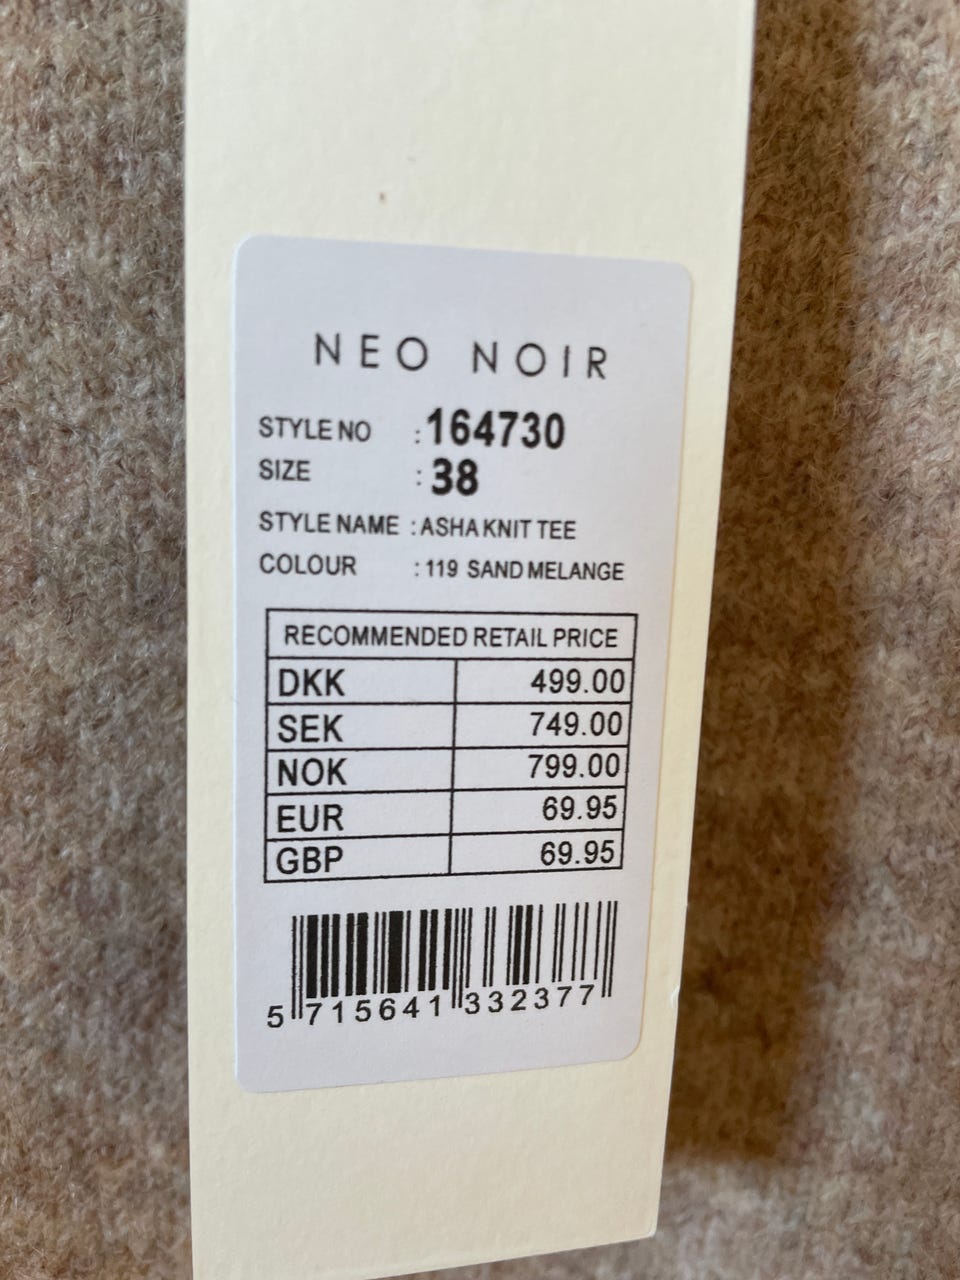 NEO NOIR
STYLE NO : 164730
SIZE : 38
STYLE NAME : ASHA KNIT TEE
COLOUR : 119 SAND MELANGE
RECOMMENDED RETAIL PRICE
DKK 499.00
SEK 749.00
NOK 799.00
EUR 69.95
GBP 69.95
5 715641 332377